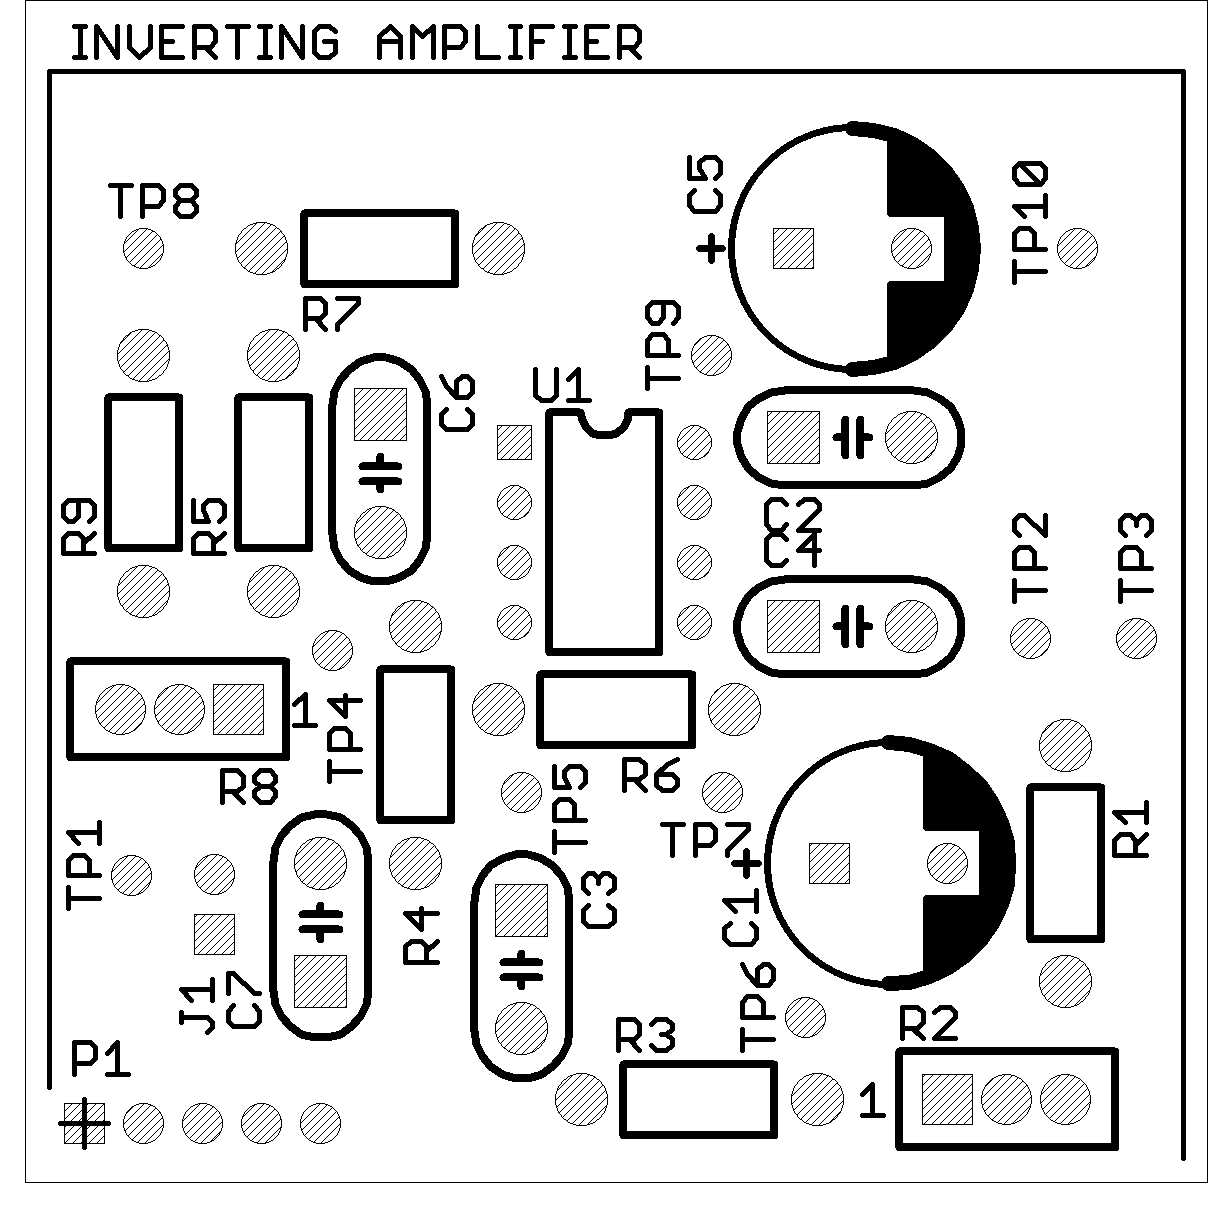 INVERTING AMPLIFIER
C5
+
TP8
TP10
R7
TP9
U1
C6
R9
R5
C2
C4
TP2
TP3
1
TP4
R8
R6
TP5
TP7
+
R1
TP1
C3
C1
R4
J1
C7
TP6
R2
R3
P1
1